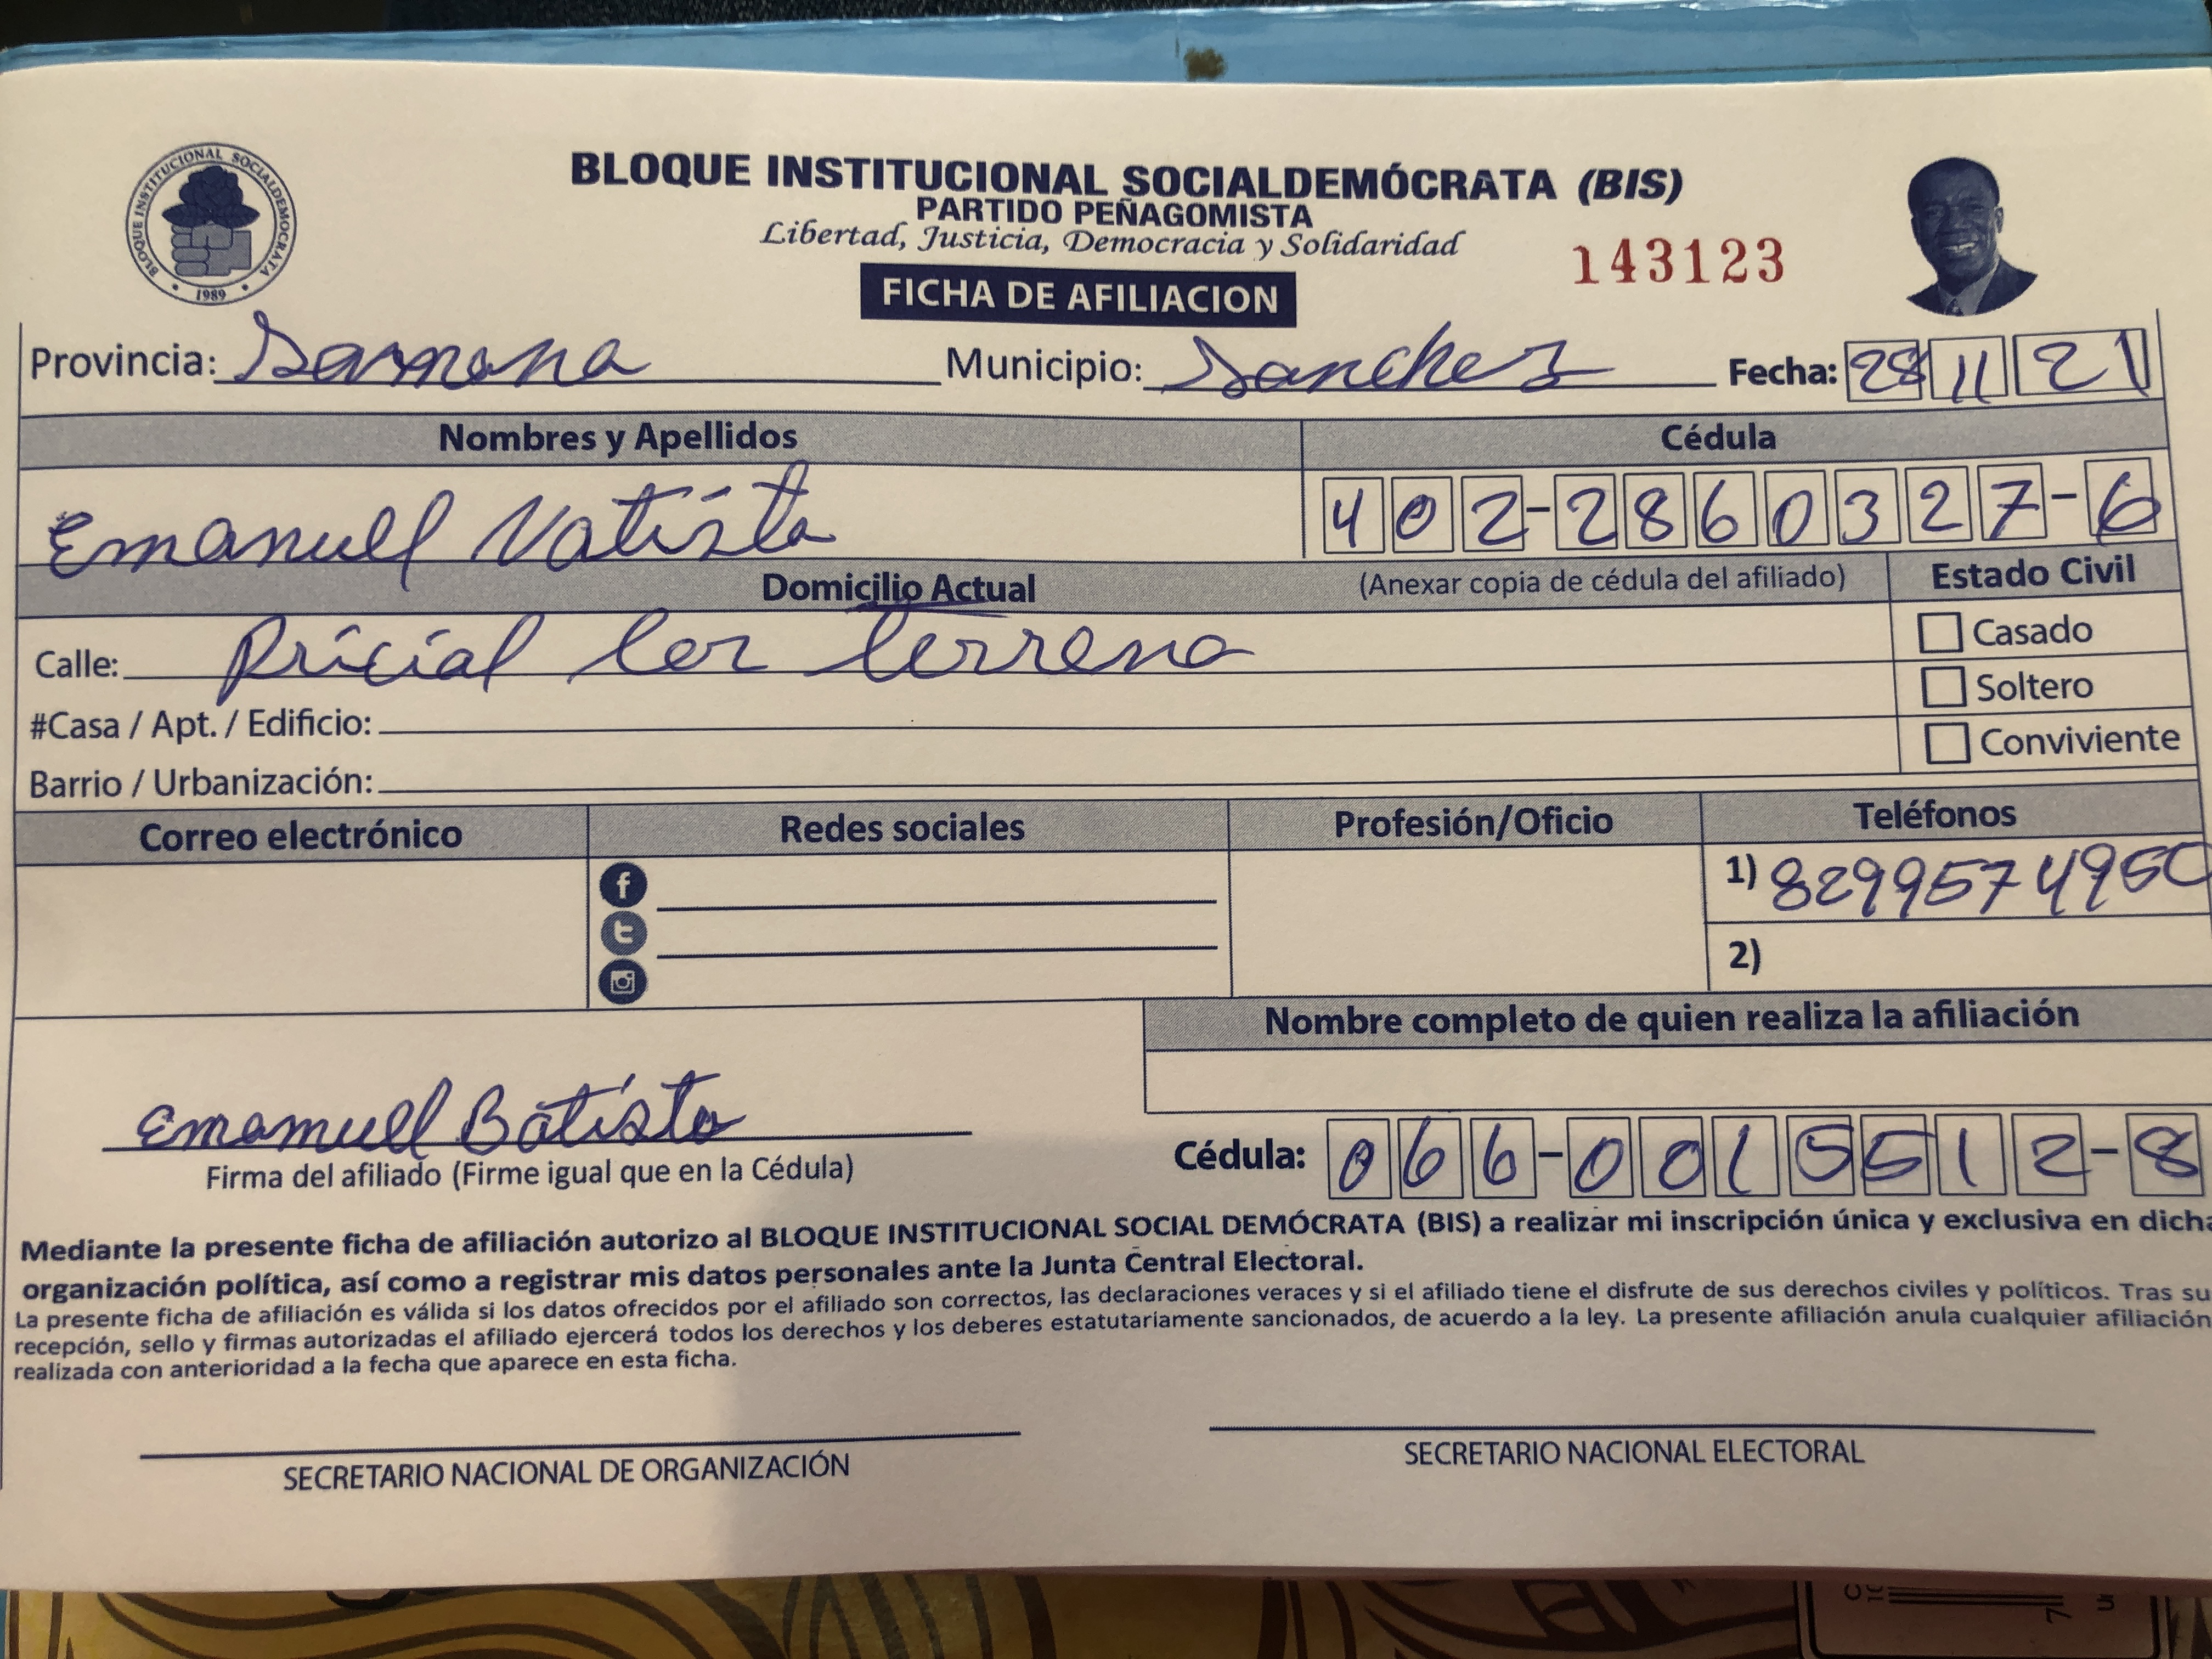 BLOQUE INSTITUCIONAL SOCIALDEMOCRATA
1989
BLOQUE INSTITUCIONAL SOCIALDEMÓCRATA (BIS)
PARTIDO PEÑAGOMISTA
Libertad, Justicia, Democracia y Solidaridad
143123
FICHA DE AFILIACION
Provincia: Samana Municipio: Sanchez Fecha: 28 11 21
Nombres y Apellidos Cédula
Emanuell Vatista 402-2860327-6
Domicilio Actual (Anexar copia de cédula del afiliado) Estado Civil
Calle: Pricial ler terrena
Casado
Soltero
#Casa / Apt. / Edificio:
Conviviente
Barrio / Urbanización:
Correo electrónico Redes sociales Profesión/Oficio Teléfonos
1) 8299574950
2)
Nombre completo de quien realiza la afiliación
Emamuell Batista
Firma del afiliado (Firme igual que en la Cédula)
Cédula: 066-0015512-8
Mediante la presente ficha de afiliación autorizo al BLOQUE INSTITUCIONAL SOCIAL DEMÓCRATA (BIS) a realizar mi inscripción única y exclusiva en dicha
organización política, así como a registrar mis datos personales ante la Junta Central Electoral.
La presente ficha de afiliación es válida si los datos ofrecidos por el afiliado son correctos, las declaraciones veraces y si el afiliado tiene el disfrute de sus derechos civiles y políticos. Tras su
recepción, sello y firmas autorizadas el afiliado ejercerá todos los derechos y los deberes estatutariamente sancionados, de acuerdo a la ley. La presente afiliación anula cualquier afiliación
realizada con anterioridad a la fecha que aparece en esta ficha.
SECRETARIO NACIONAL DE ORGANIZACIÓN
SECRETARIO NACIONAL ELECTORAL